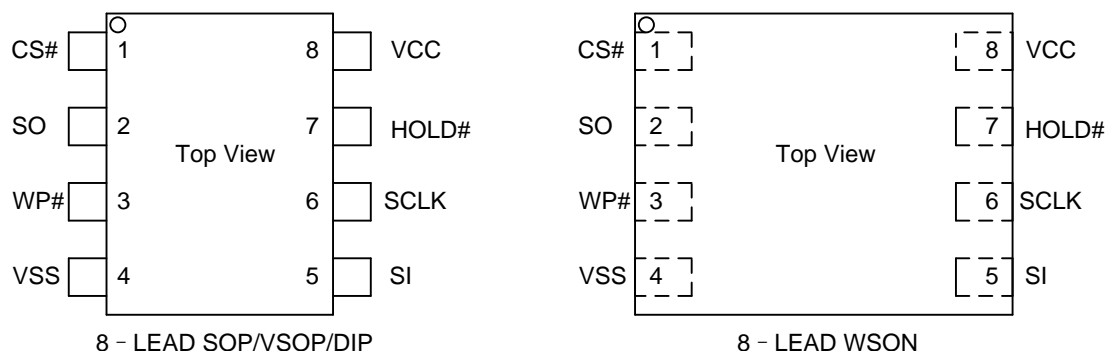 CS# 1 8 VCC
SO 2 7 HOLD#
Top View
WP# 3 6 SCLK
VSS 4 5 SI
8 - LEAD SOP/VSOP/DIP
CS# 1 8 VCC
SO 2 7 HOLD#
Top View
WP# 3 6 SCLK
VSS 4 5 SI
8 - LEAD WSON